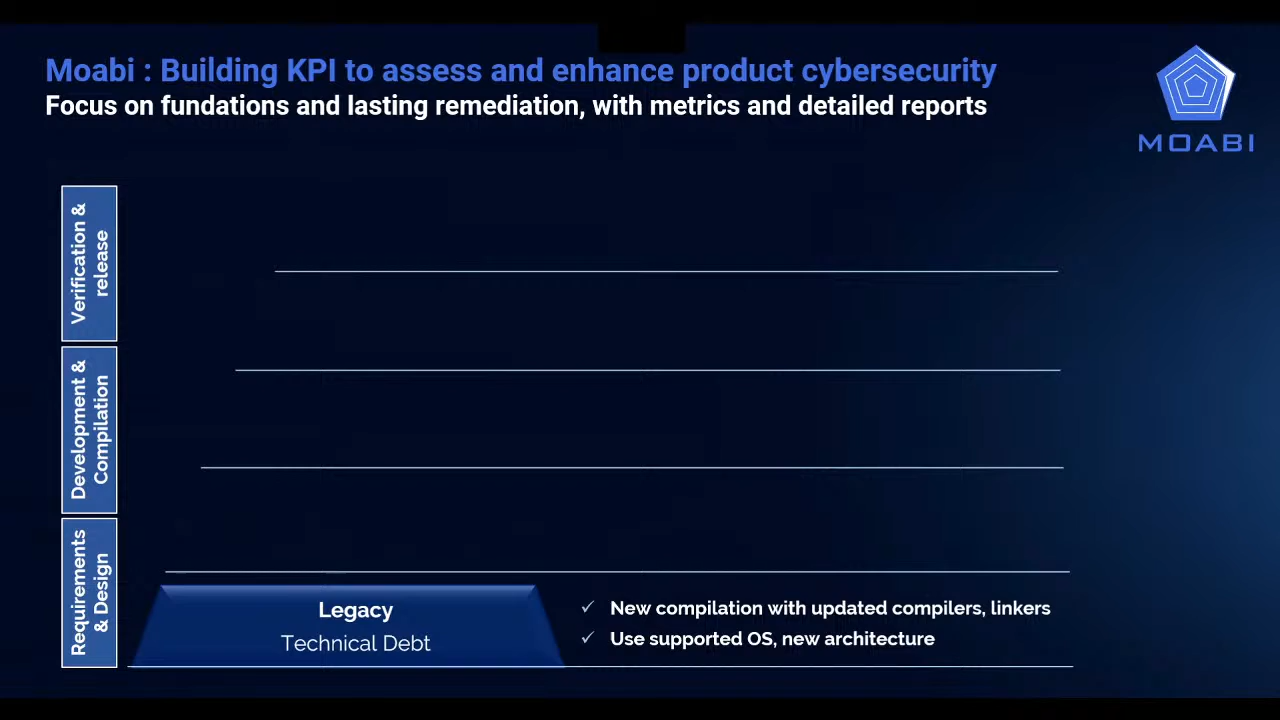 Moabi : Building KPI to assess and enhance product cybersecurity
Focus on fundations and lasting remediation, with metrics and detailed reports
MOABI
Verification &
release
Development &
Compilation
Requirements
& Design
Legacy
Technical Debt
✓ New compilation with updated compilers, linkers
✓ Use supported OS, new architecture